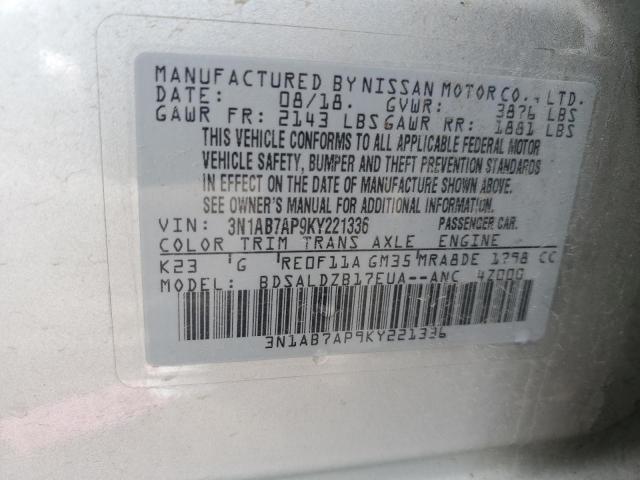 MANUFACTURED BY NISSAN MOTOR CO., LTD.
DATE: 08/18. GVWR: 3876 LBS
GAWR FR: 2143 LBS GAWR RR: 1881 LBS
THIS VEHICLE CONFORMS TO ALL APPLICABLE FEDERAL MOTOR
VEHICLE SAFETY, BUMPER AND THEFT PREVENTION STANDARDS
IN EFFECT ON THE DATE OF MANUFACTURE SHOWN ABOVE.
SEE OWNER'S MANUAL FOR ADDITIONAL INFORMATION
VIN: 3N1AB7AP9KY221336 PASSENGER CAR.
COLOR TRIM TRANS AXLE ENGINE
K23 G RE0F11A GM35 MRA8DE 1798 CC
MODEL: BDSALDZB17EUA--ANC 4Z000
3N1AB7AP9KY221336